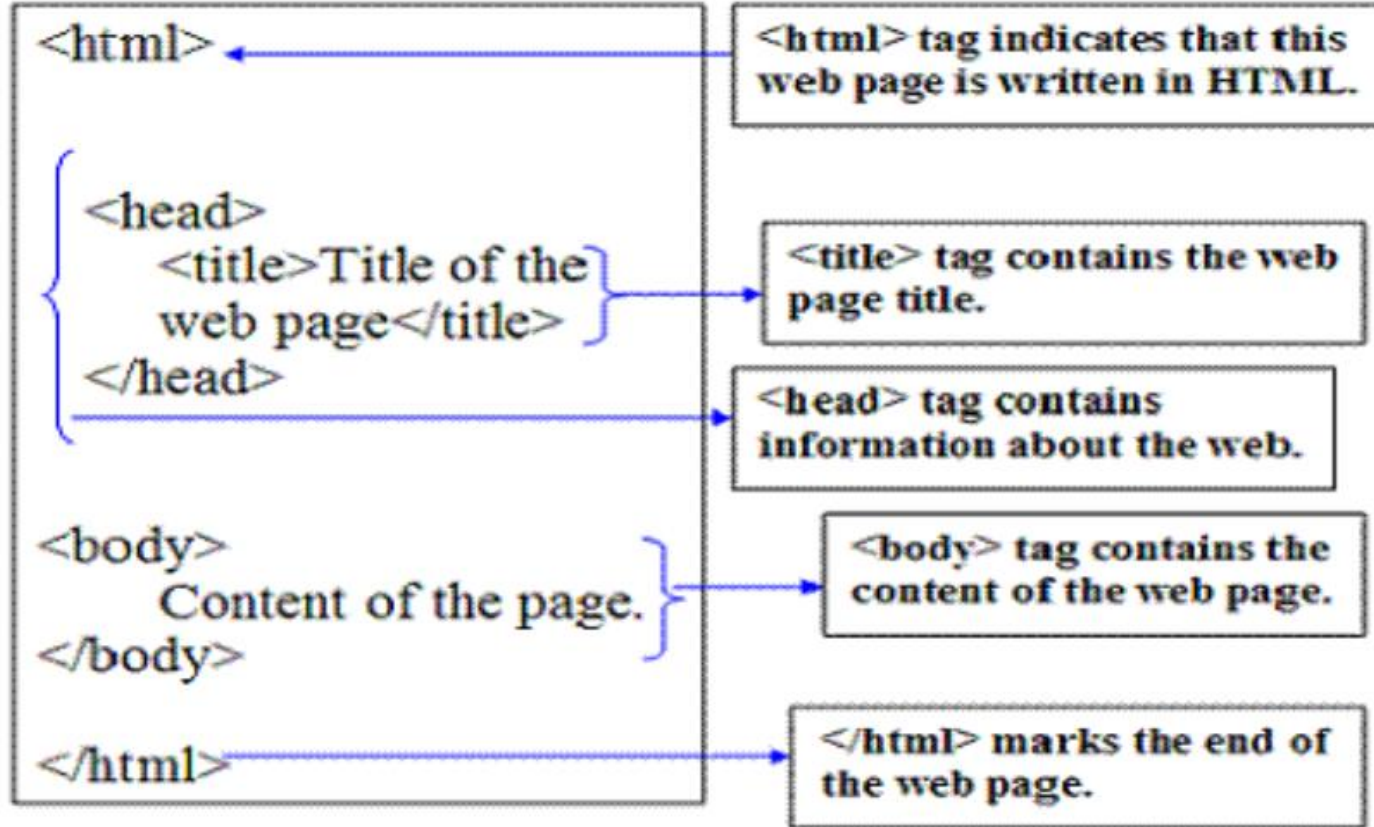 <html>
<head>
<title>Title of the
web page</title>
</head>
<body>
Content of the page.
</body>
</html>
<html> tag indicates that this
web page is written in HTML.
<title> tag contains the web
page title.
<head> tag contains
information about the web.
<body> tag contains the
content of the web page.
</html> marks the end of
the web page.